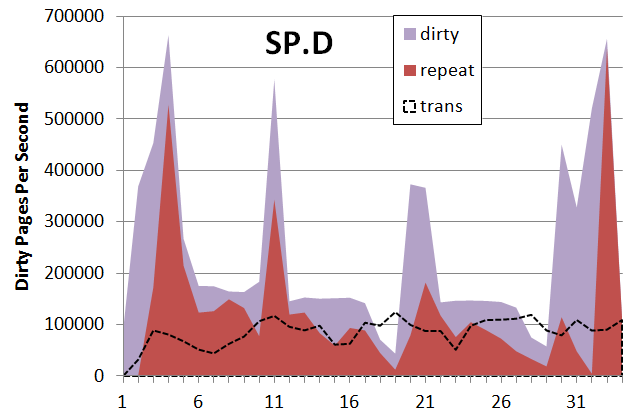 700000
600000
500000
400000
300000
200000
100000
0
Dirty Pages Per Second
SP.D
dirty
repeat
trans
1 6 11 16 21 26 31